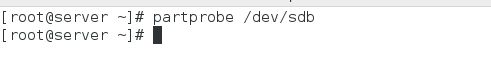 [root@server ~]# partprobe /dev/sdb
[root@server ~]#